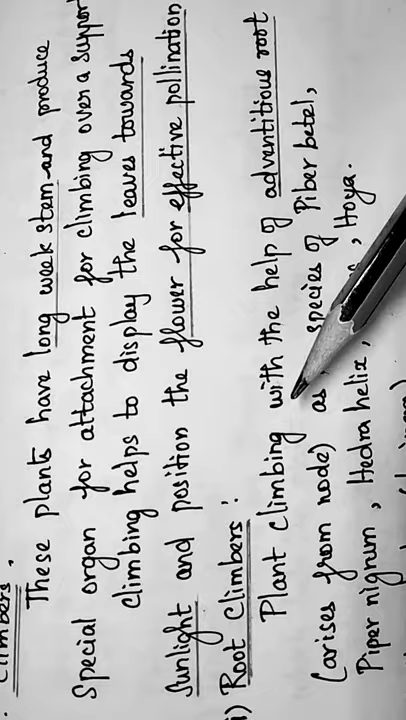 Climbers.
These plants have long weak stem and produce
Special organ for attachment for climbing over a support
climbing helps to display the leaves towards
Sunlight and position the flower for effective pollination
i) Root Climbers:
Plant climbing with the help of adventitious root
(arises from node) as species of Piber betel,
Piper nigrum, Hedra helix, , Hoya.